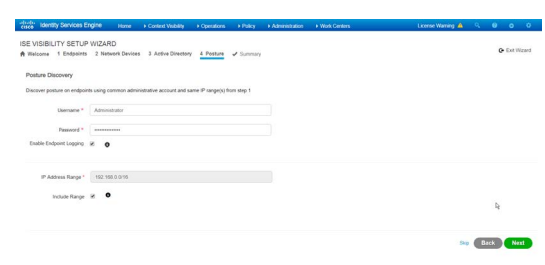 cisco Identity Services Engine Home Context Visibility Operations Policy Administration Work Centers License Warning
ISE VISIBILITY SETUP WIZARD
Exit Wizard
Welcome 1 Endpoints 2 Network Devices 3 Active Directory 4 Posture Summary
Posture Discovery
Discover posture on endpoints using common administrative account and same IP range(s) from step 1
Username * Administrator
Password * •••••••••••••
Enable Endpoint Logging
IP Address Range * 192.168.0.0/16
Include Range
Skip Back Next